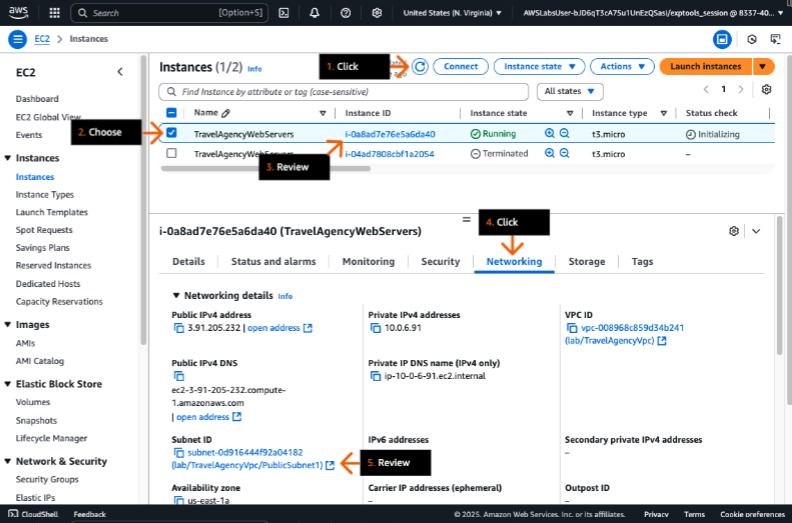 aws
Search [Option+S]
United States (N. Virginia)
AWSLabsUser-bJD6qT3cA75u1UnEzQSasi/exptools_session @ 8337-40...
EC2 Instances
EC2
Dashboard
EC2 Global View
Events
Instances
Instances
Instance Types
Launch Templates
Spot Requests
Savings Plans
Reserved Instances
Dedicated Hosts
Capacity Reservations
Images
AMIs
AMI Catalog
Elastic Block Store
Volumes
Snapshots
Lifecycle Manager
Network & Security
Security Groups
Elastic IPs
Instances (1/2) Info
1. Click
Connect
Instance state
Actions
Launch instances
Find Instance by attribute or tag (case-sensitive)
All states
1
Name Instance ID Instance state Instance type Status check
2. Choose
TravelAgencyWebServers i-0a8ad7e76e5a6da40 Running t3.micro Initializing
TravelAgencyWebServers i-04ad7808cbf1a2054 Terminated t3.micro –
3. Review
4. Click
i-0a8ad7e76e5a6da40 (TravelAgencyWebServers)
Details Status and alarms Monitoring Security Networking Storage Tags
Networking details Info
Public IPv4 address
3.91.205.232 | open address
Private IPv4 addresses
10.0.6.91
VPC ID
vpc-008968c859d34b241
(lab/TravelAgencyVpc)
Public IPv4 DNS
ec2-3-91-205-232.compute-
1.amazonaws.com
| open address
Private IP DNS name (IPv4 only)
ip-10-0-6-91.ec2.internal
Subnet ID
subnet-0d916444f92a04182
(lab/TravelAgencyVpc/PublicSubnet1)
5. Review
IPv6 addresses
Secondary private IPv4 addresses
–
Availability zone
us-east-1a
Carrier IP addresses (ephemeral)
–
Outpost ID
–
CloudShell Feedback
© 2025, Amazon Web Services, Inc. or its affiliates. Privacy Terms Cookie preferences